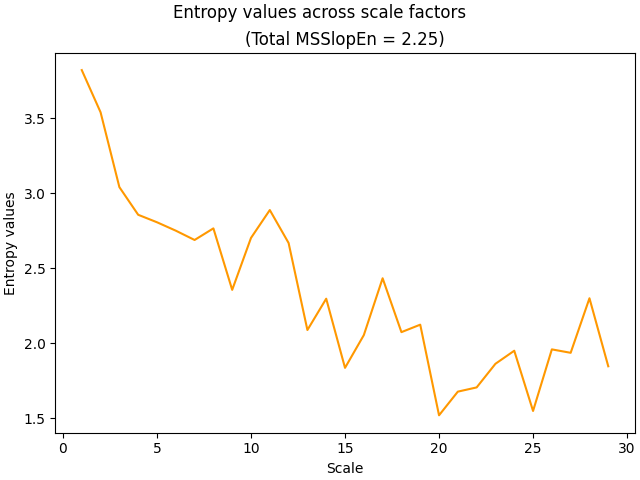 Entropy values across scale factors
(Total MSSlopEn = 2.25)
Entropy values
3.5
3.0
2.5
2.0
1.5
0 5 10 15 20 25 30
Scale